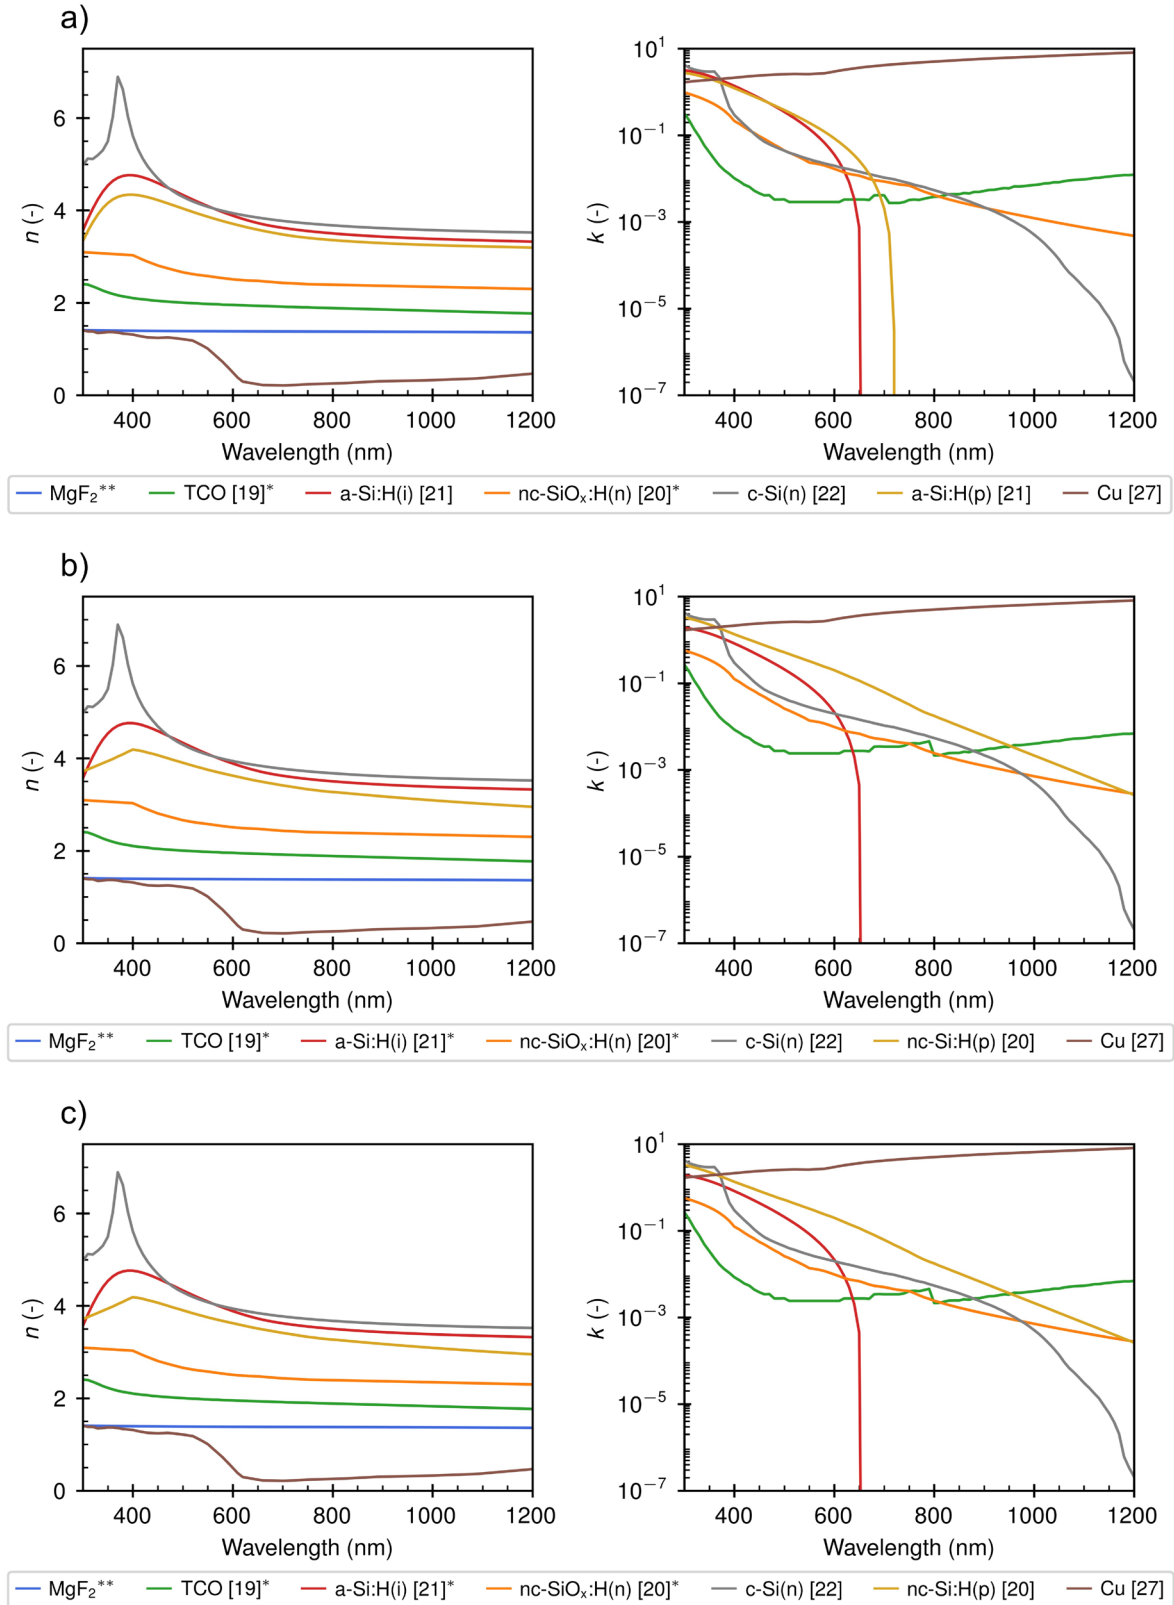 a)
6
4
2
0
n (-)
400 600 800 1000 1200
Wavelength (nm)
10¹
10⁻¹
10⁻³
10⁻⁵
10⁻⁷
k (-)
400 600 800 1000 1200
Wavelength (nm)
MgF₂** TCO [19]* a-Si:H(i) [21] nc-SiOₓ:H(n) [20]* c-Si(n) [22] a-Si:H(p) [21] Cu [27]
b)
6
4
2
0
n (-)
400 600 800 1000 1200
Wavelength (nm)
10¹
10⁻¹
10⁻³
10⁻⁵
10⁻⁷
k (-)
400 600 800 1000 1200
Wavelength (nm)
MgF₂** TCO [19]* a-Si:H(i) [21]* nc-SiOₓ:H(n) [20]* c-Si(n) [22] nc-Si:H(p) [20] Cu [27]
c)
6
4
2
0
n (-)
400 600 800 1000 1200
Wavelength (nm)
10¹
10⁻¹
10⁻³
10⁻⁵
10⁻⁷
k (-)
400 600 800 1000 1200
Wavelength (nm)
MgF₂** TCO [19]* a-Si:H(i) [21]* nc-SiOₓ:H(n) [20]* c-Si(n) [22] nc-Si:H(p) [20] Cu [27]